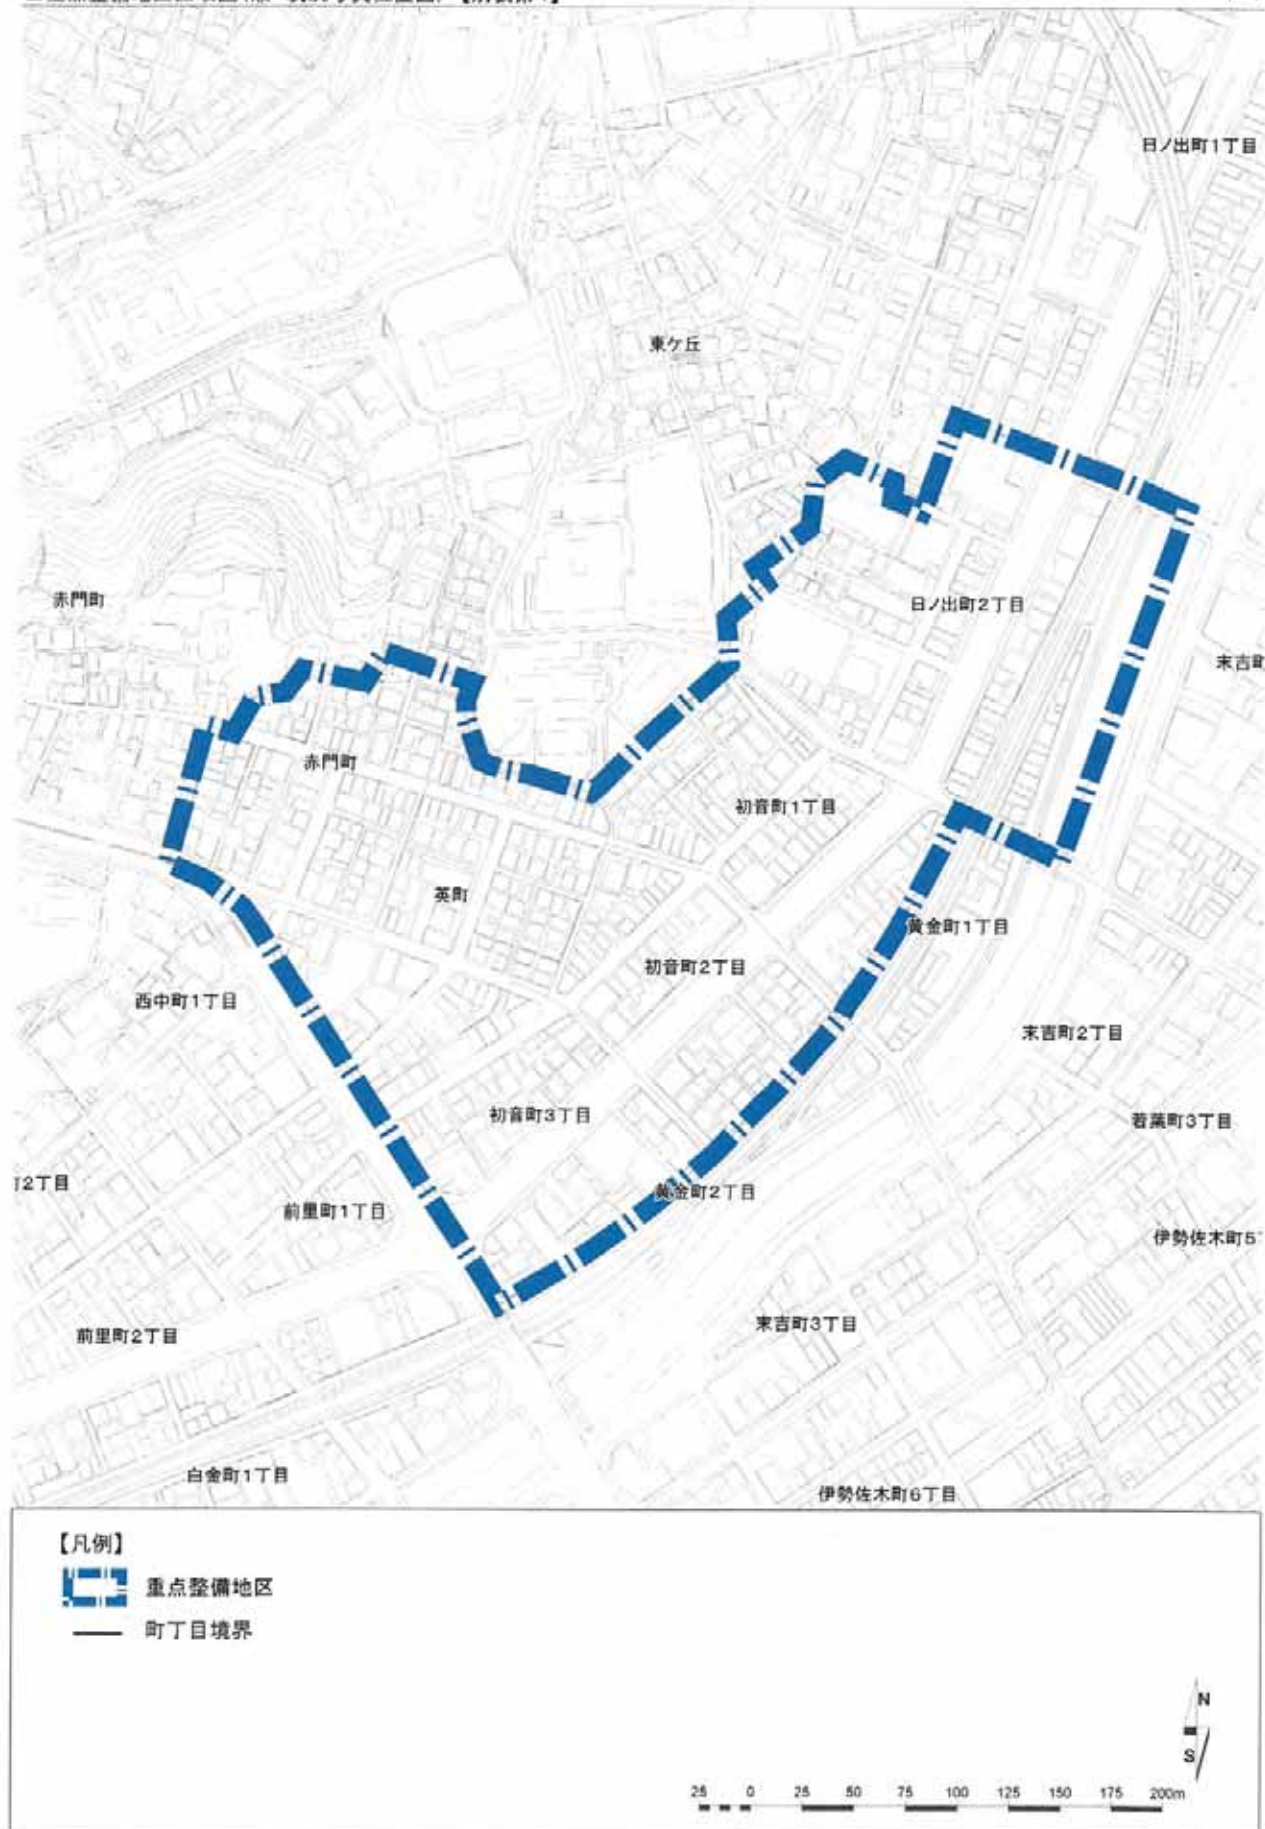 日ノ出町1丁目
東ケ丘
赤門町
日ノ出町2丁目
末吉町
赤門町
初音町1丁目
英町
黄金町1丁目
初音町2丁目
西中町1丁目
末吉町2丁目
初音町3丁目
若葉町3丁目
2丁目
黄金町2丁目
前里町1丁目
伊勢佐木町5
末吉町3丁目
前里町2丁目
白金町1丁目
伊勢佐木町6丁目
【凡例】
重点整備地区
町丁目境界
N
S
25 0 25 50 75 100 125 150 175 200m